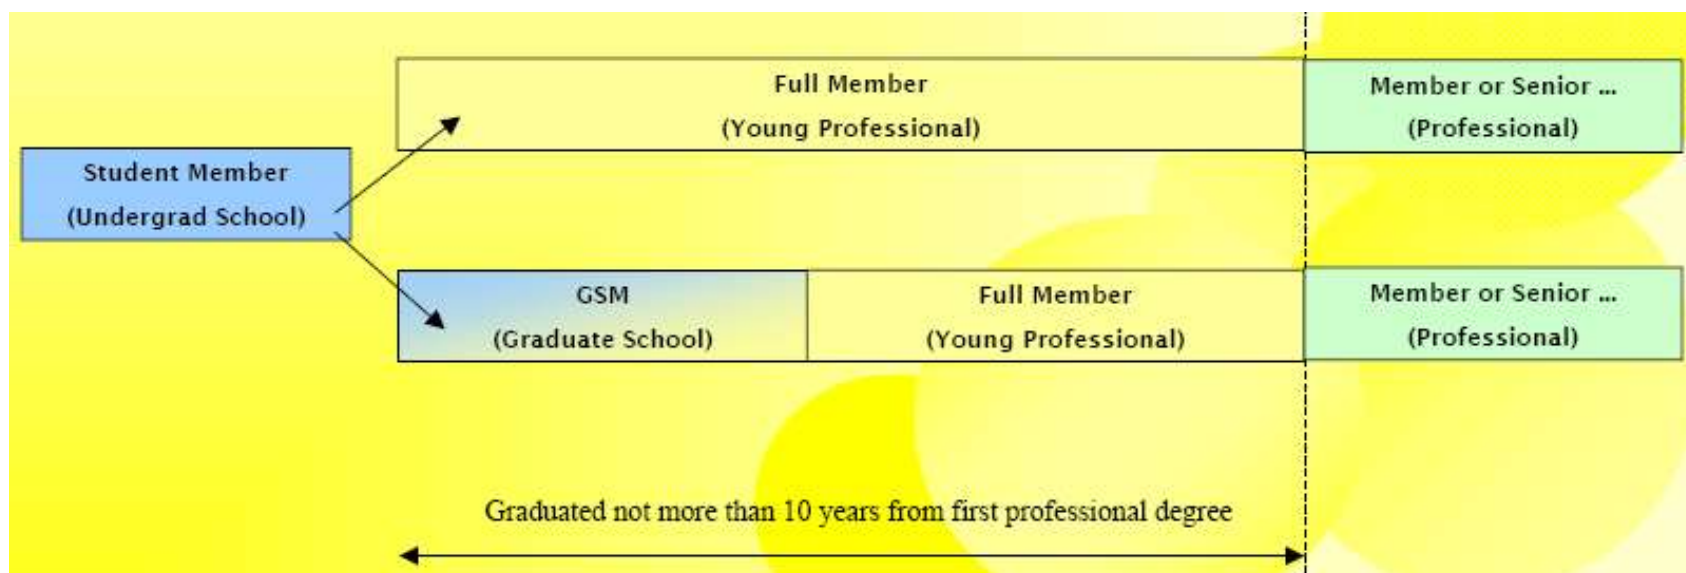 Full Member
(Young Professional)
Member or Senior ...
(Professional)
Student Member
(Undergrad School)
GSM
(Graduate School)
Full Member
(Young Professional)
Member or Senior ...
(Professional)
Graduated not more than 10 years from first professional degree